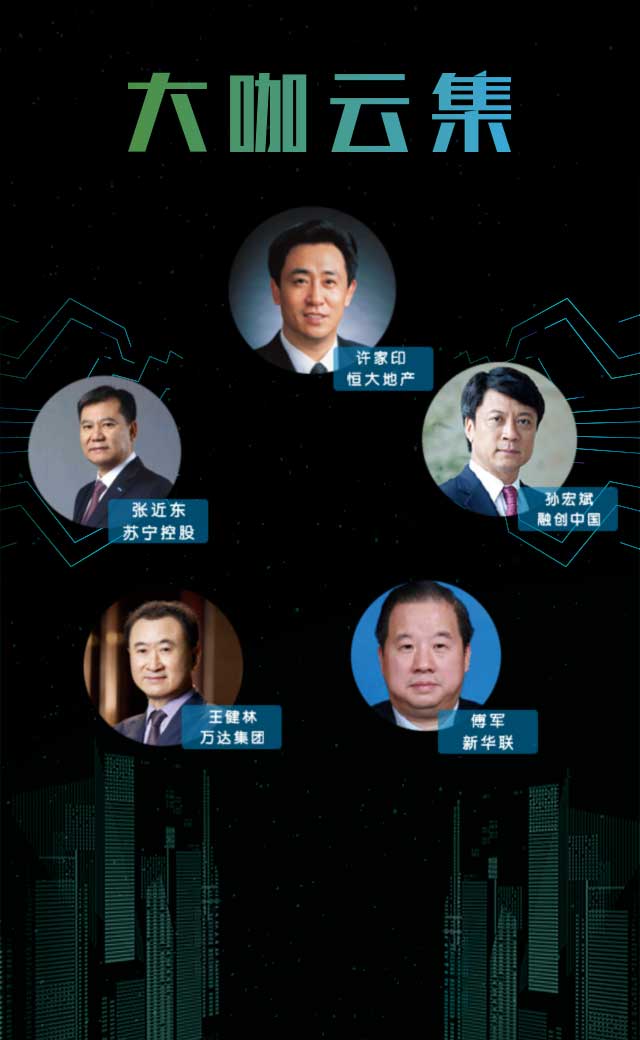 大咖云集
许家印
恒大地产
张近东
苏宁控股
孙宏斌
融创中国
王健林
万达集团
傅军
新华联